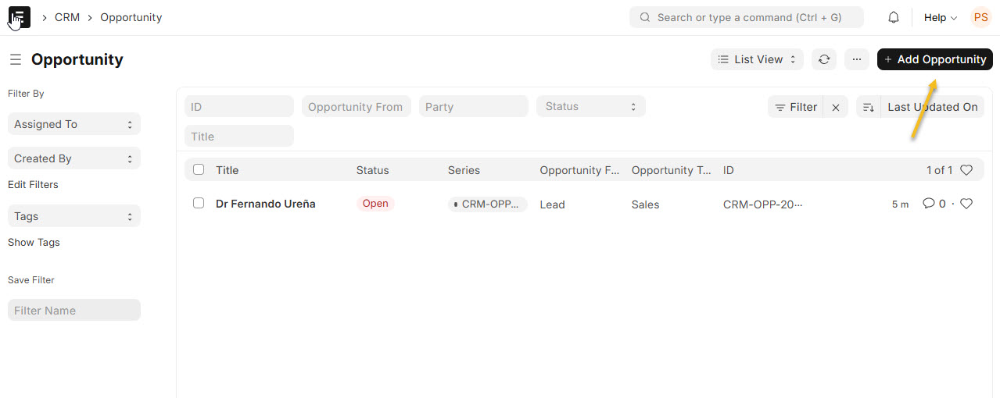 CRM Opportunity Search or type a command (Ctrl + G) Help PS
Opportunity List View ... + Add Opportunity
Filter By
Assigned To
Created By
Edit Filters
Tags
Show Tags
Save Filter
Filter Name
ID Opportunity From Party Status Filter Last Updated On
Title
Title Status Series Opportunity F... Opportunity T... ID 1 of 1
Dr Fernando Ureña Open CRM-OPP... Lead Sales CRM-OPP-20... 5 m 0 ·